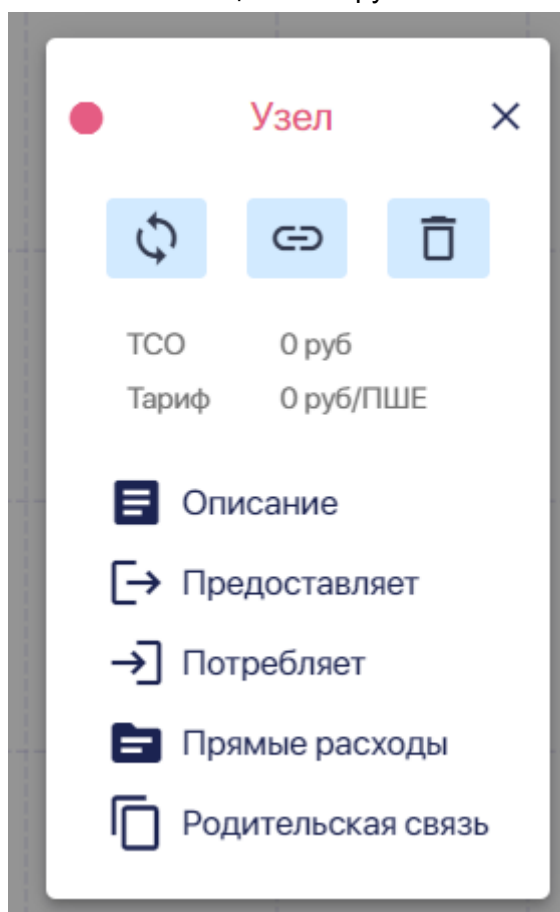 Узел
ТСО 0 руб
Тариф 0 руб/ПШЕ
Описание
Предоставляет
Потребляет
Прямые расходы
Родительская связь